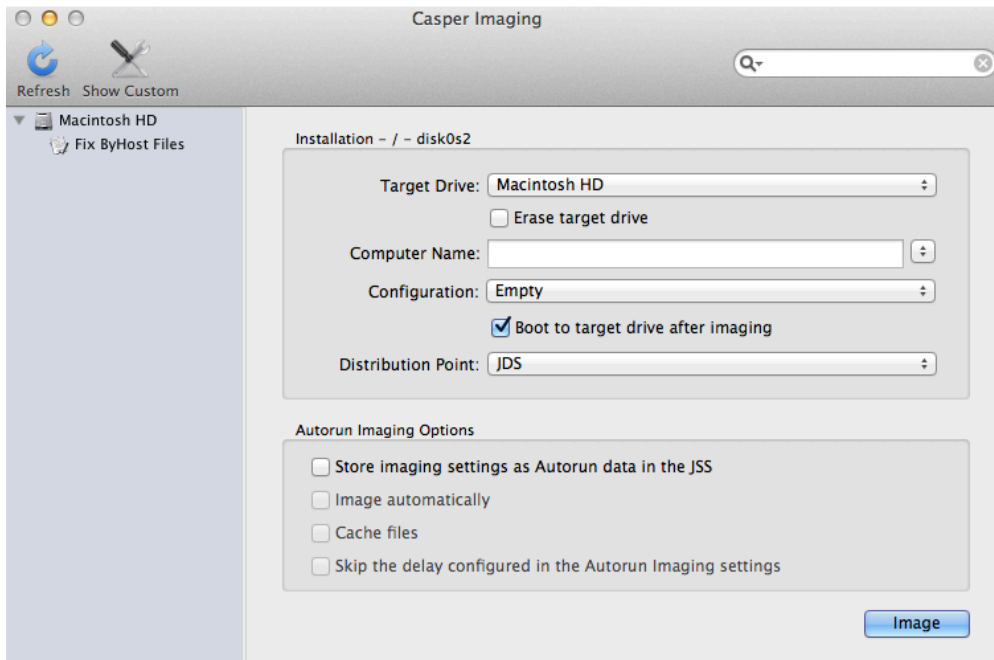 Casper Imaging
Refresh Show Custom
Macintosh HD
Fix ByHost Files
Installation - / - disk0s2
Target Drive: Macintosh HD
Erase target drive
Computer Name:
Configuration: Empty
Boot to target drive after imaging
Distribution Point: JDS
Autorun Imaging Options
Store imaging settings as Autorun data in the JSS
Image automatically
Cache files
Skip the delay configured in the Autorun Imaging settings
Image